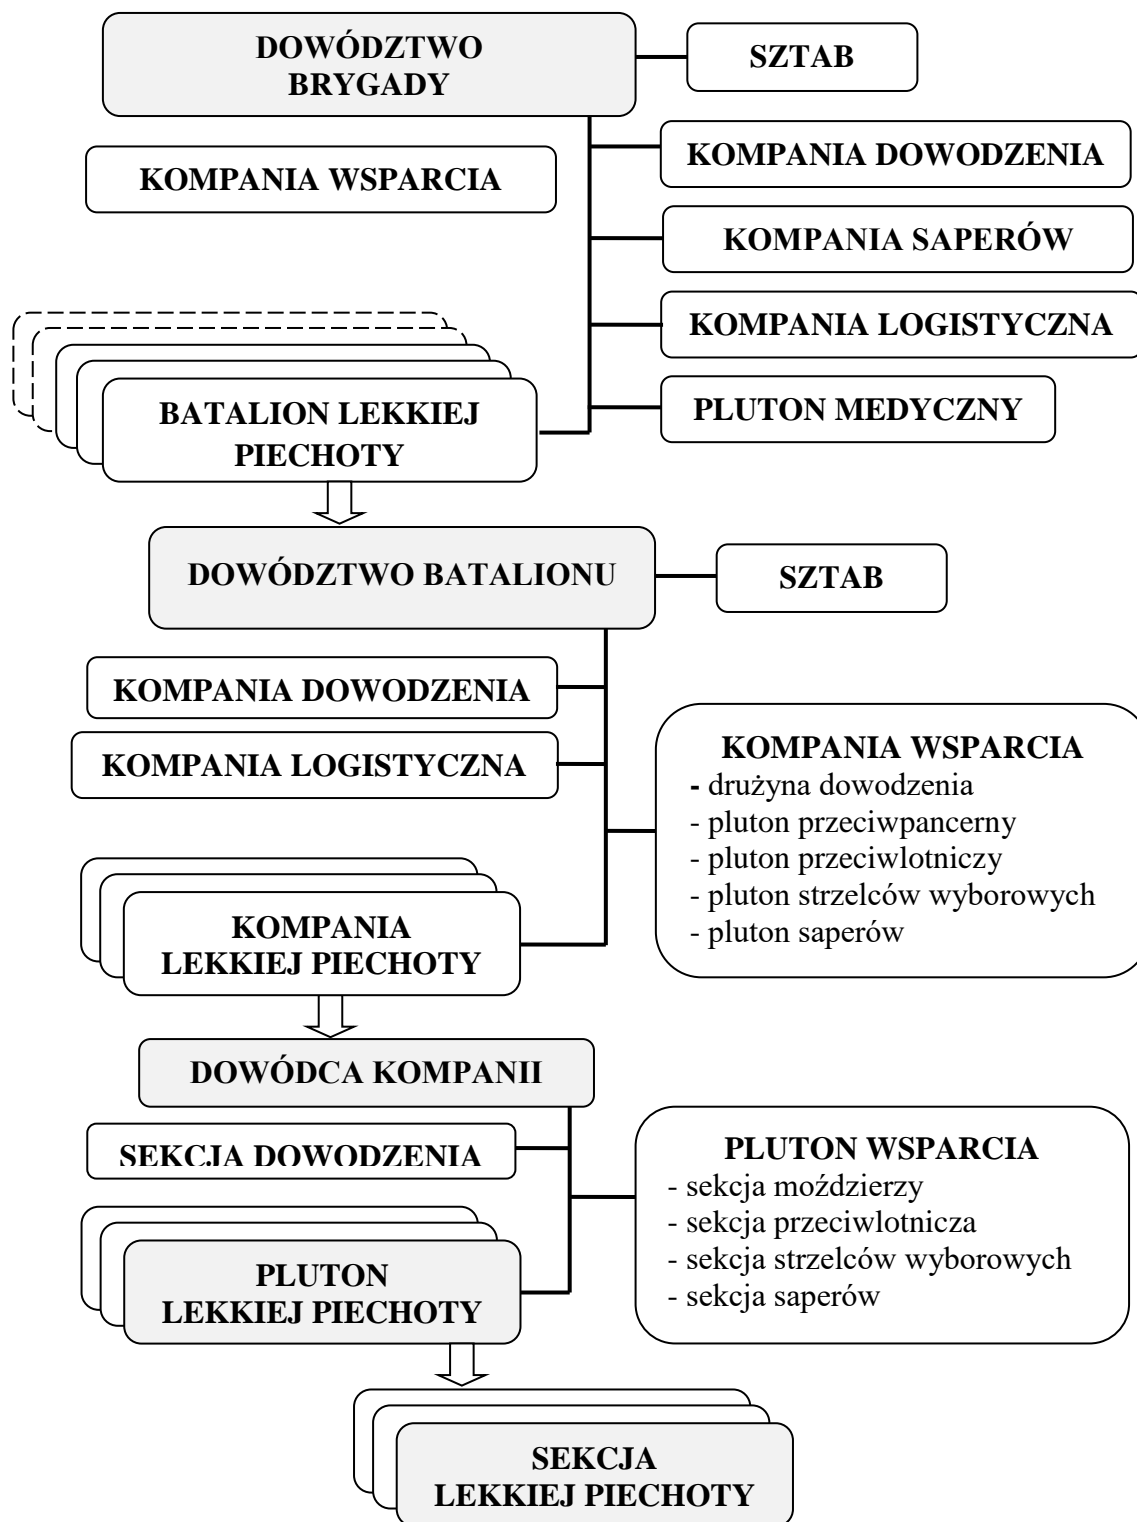 DOWÓDZTWO
BRYGADY
SZTAB
KOMPANIA DOWODZENIA
KOMPANIA WSPARCIA
KOMPANIA SAPERÓW
KOMPANIA LOGISTYCZNA
PLUTON MEDYCZNY
BATALION LEKKIEJ
PIECHOTY
DOWÓDZTWO BATALIONU
SZTAB
KOMPANIA DOWODZENIA
KOMPANIA LOGISTYCZNA
KOMPANIA WSPARCIA
- drużyna dowodzenia
- pluton przeciwpancerny
- pluton przeciwlotniczy
- pluton strzelców wyborowych
- pluton saperów
KOMPANIA
LEKKIEJ PIECHOTY
DOWÓDCA KOMPANII
SEKCJA DOWODZENIA
PLUTON WSPARCIA
- sekcja moździerzy
- sekcja przeciwlotnicza
- sekcja strzelców wyborowych
- sekcja saperów
PLUTON
LEKKIEJ PIECHOTY
SEKCJA
LEKKIEJ PIECHOTY